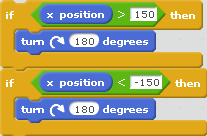 if x position > 150 then
turn 180 degrees
if x position < -150 then
turn 180 degrees